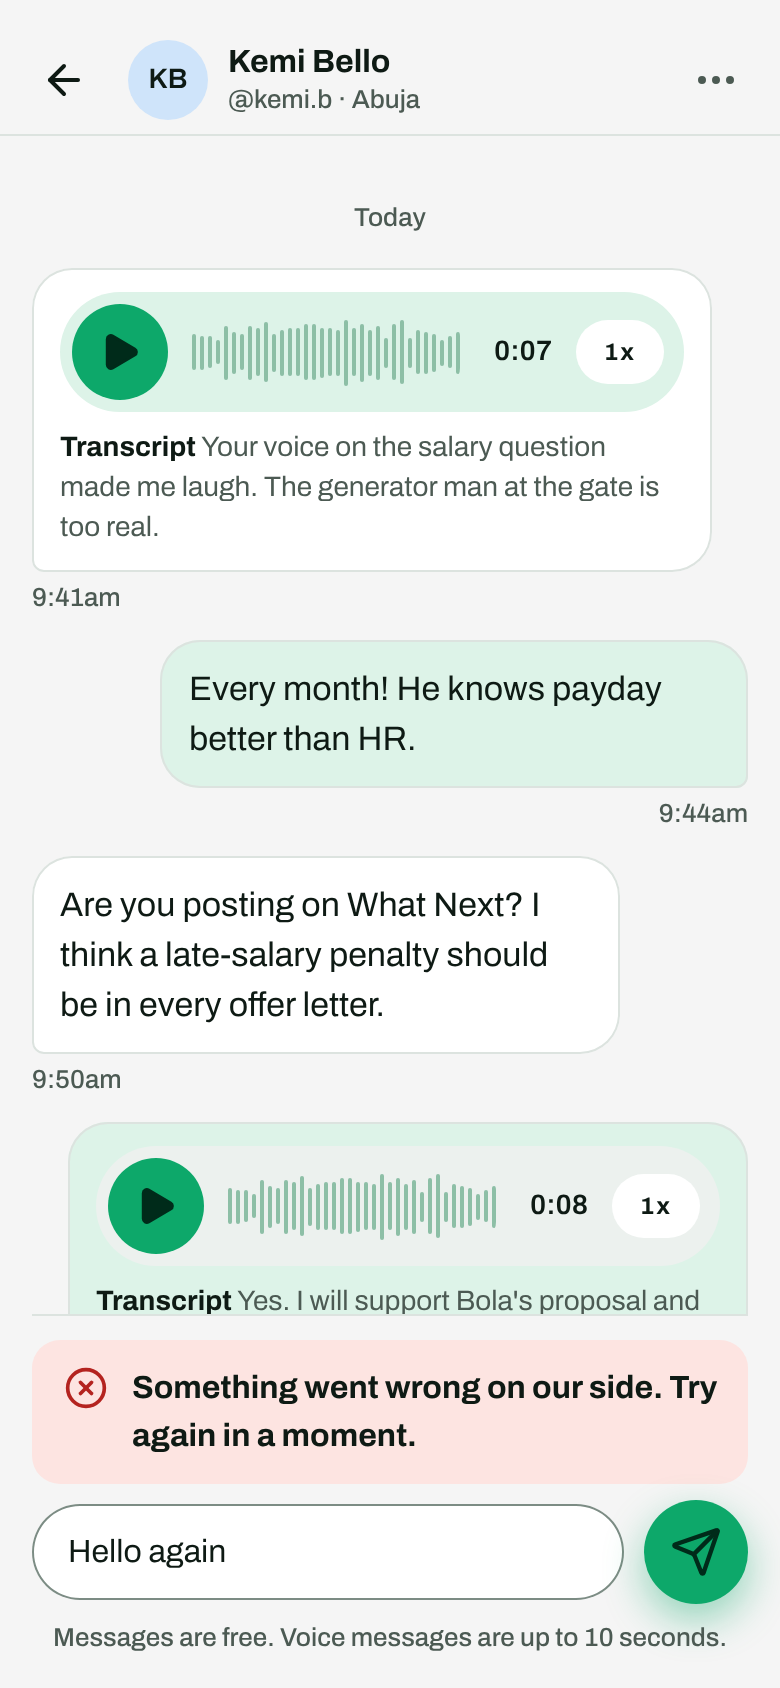 KB
Kemi Bello
@kemi.b · Abuja
Today
0:07
1x
Transcript Your voice on the salary question
made me laugh. The generator man at the gate is
too real.
9:41am
Every month! He knows payday
better than HR.
9:44am
Are you posting on What Next? I
think a late-salary penalty should
be in every offer letter.
9:50am
0:08
1x
Transcript Yes. I will support Bola's proposal and
Something went wrong on our side. Try
again in a moment.
Hello again
Messages are free. Voice messages are up to 10 seconds.